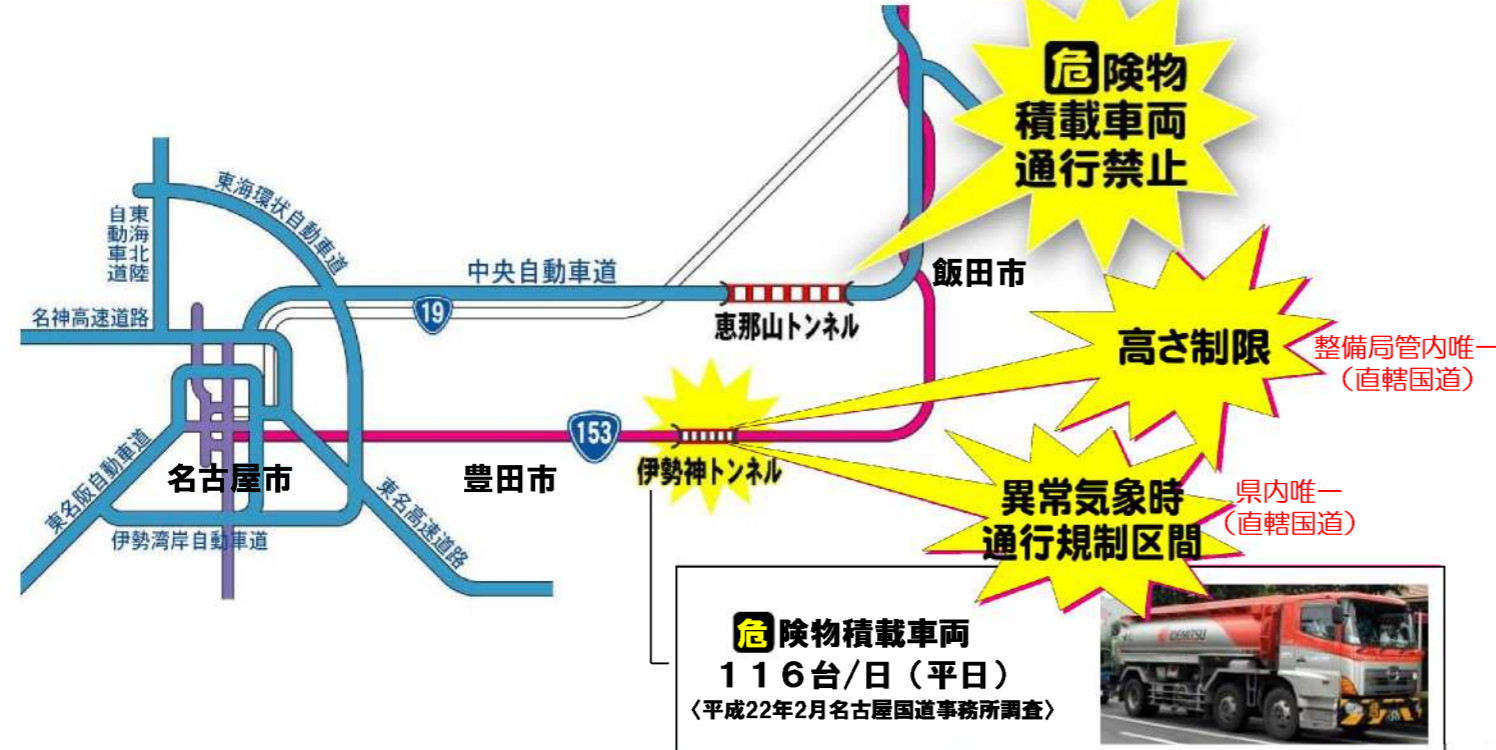 危険物
積載車両
通行禁止
東海環状自動車道
東海北陸
自動車道
中央自動車道
飯田市
名神高速道路
19
恵那山トンネル
高さ制限
整備局管内唯一
（直轄国道）
153
伊勢神トンネル
名古屋市
豊田市
東名阪自動車道
東名高速道路
伊勢湾岸自動車道
異常気象時
通行規制区間
県内唯一
（直轄国道）
危険物積載車両
１１６台/日（平日）
〈平成22年2月名古屋国道事務所調査〉
IDEMITSU